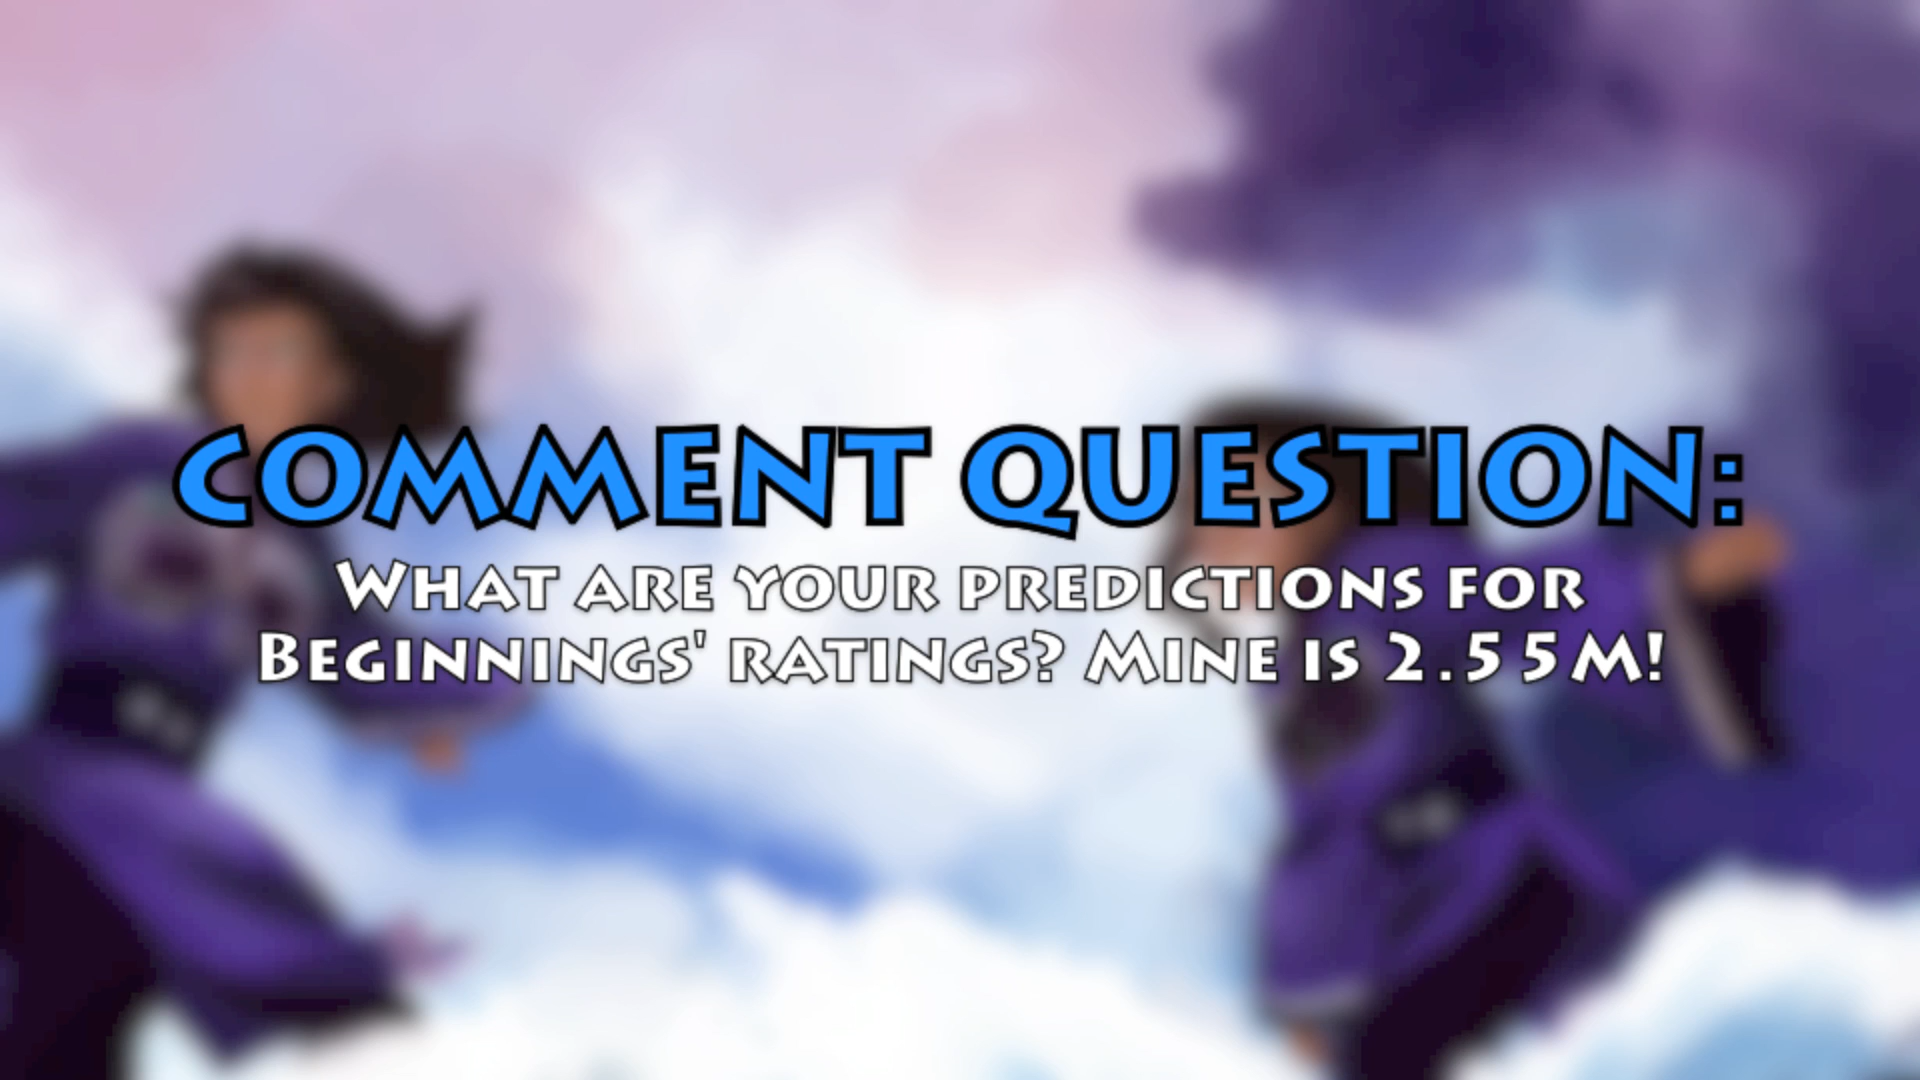 COMMENT QUESTION:
WHAT ARE YOUR PREDICTIONS FOR
BEGINNINGS' RATINGS? MINE IS 2.55M!